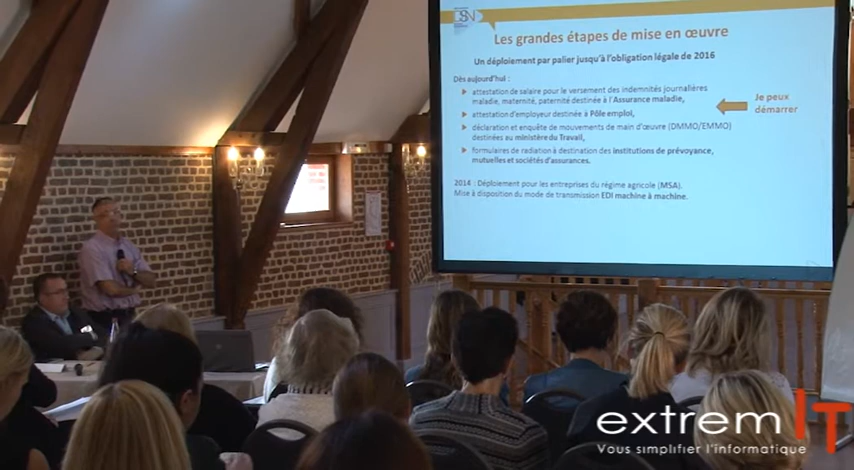 DSN
Les grandes étapes de mise en œuvre
Un déploiement par palier jusqu'à l'obligation légale de 2016
Dès aujourd'hui :
attestation de salaire pour le versement des indemnités journalières
maladie, maternité, paternité destinée à l'Assurance maladie,
attestation d'employeur destinée à Pôle emploi,
déclaration et enquête de mouvements de main d'œuvre (DMMO/EMMO)
destinées au ministère du Travail,
formulaires de radiation à destination des institutions de prévoyance,
mutuelles et sociétés d'assurances.
Je peux
démarrer
2014 : Déploiement pour les entreprises du régime agricole (MSA).
Mise à disposition du mode de transmission EDI machine à machine.
extrem IT
Vous simplifier l'informatique